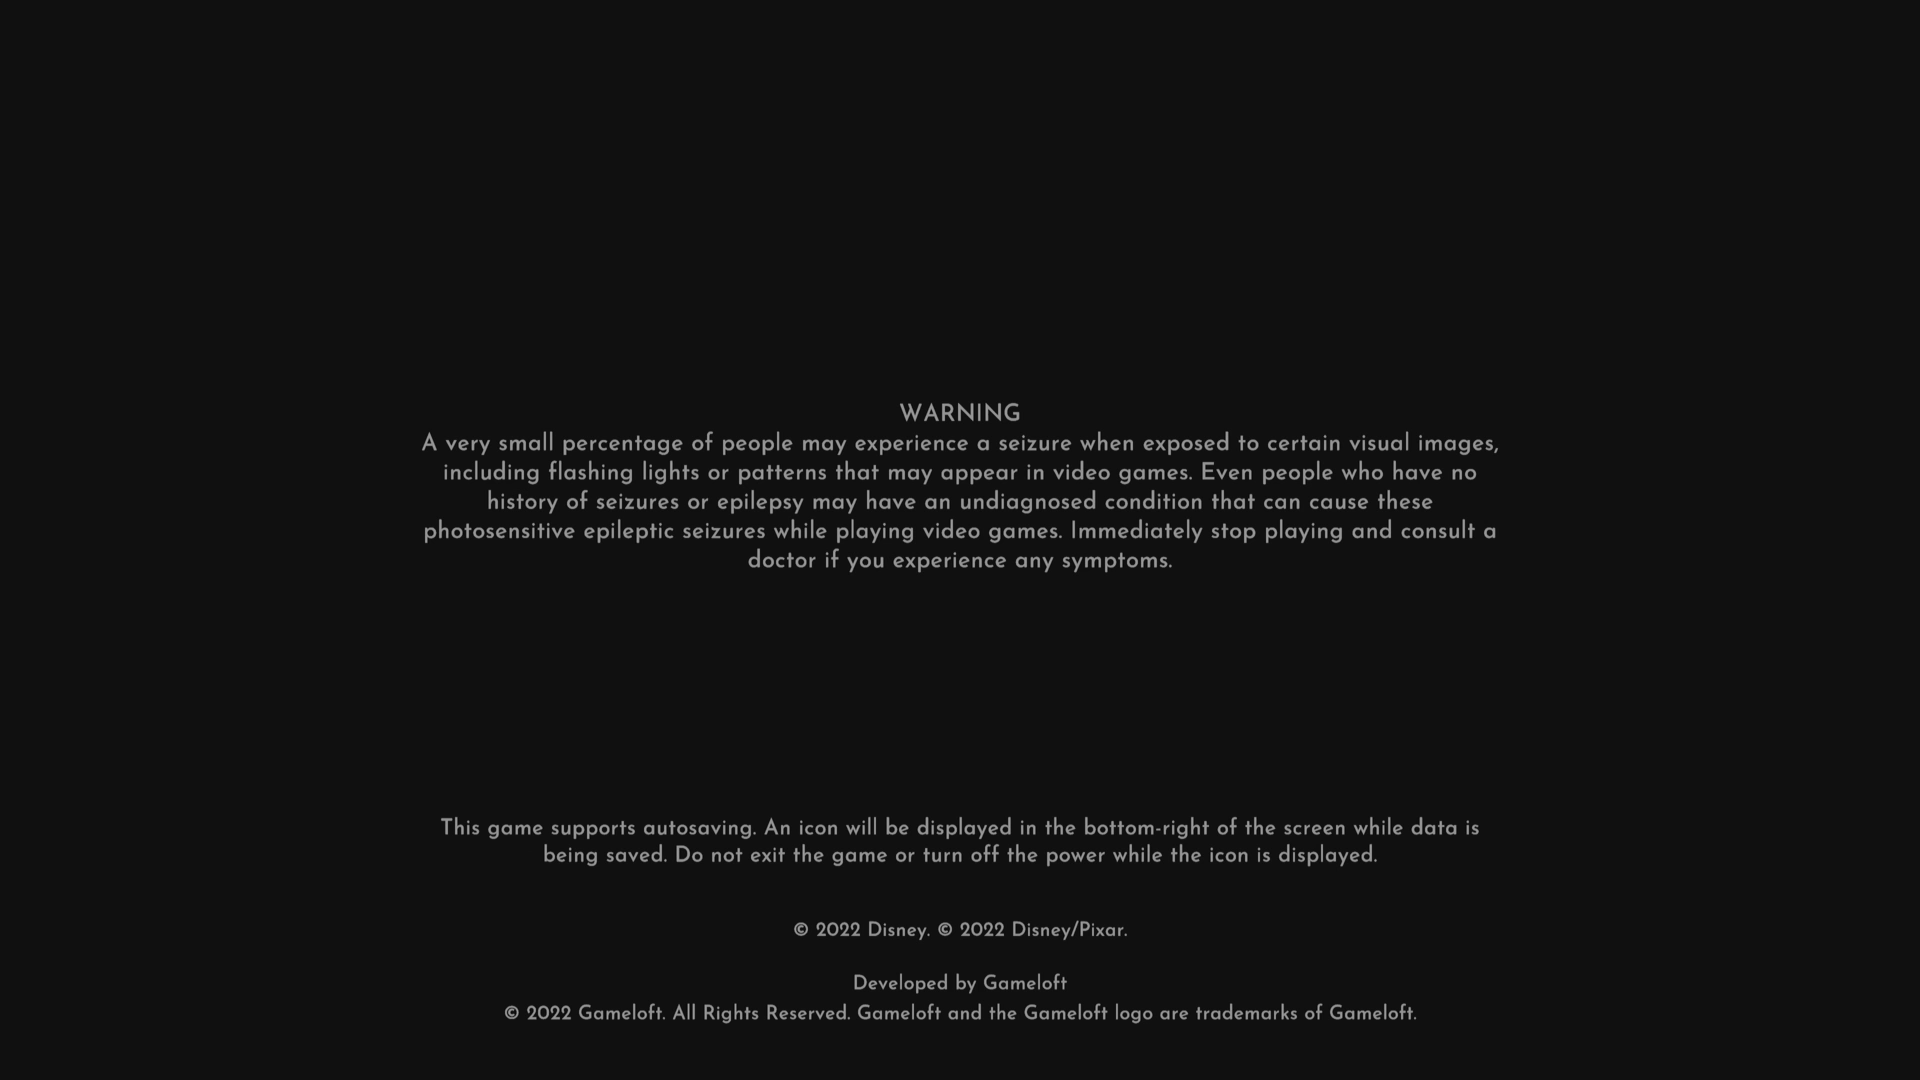 WARNING
A very small percentage of people may experience a seizure when exposed to certain visual images,
including flashing lights or patterns that may appear in video games. Even people who have no
history of seizures or epilepsy may have an undiagnosed condition that can cause these
photosensitive epileptic seizures while playing video games. Immediately stop playing and consult a
doctor if you experience any symptoms.
This game supports autosaving. An icon will be displayed in the bottom-right of the screen while data is
being saved. Do not exit the game or turn off the power while the icon is displayed.
© 2022 Disney. © 2022 Disney/Pixar.
Developed by Gameloft
© 2022 Gameloft. All Rights Reserved. Gameloft and the Gameloft logo are trademarks of Gameloft.